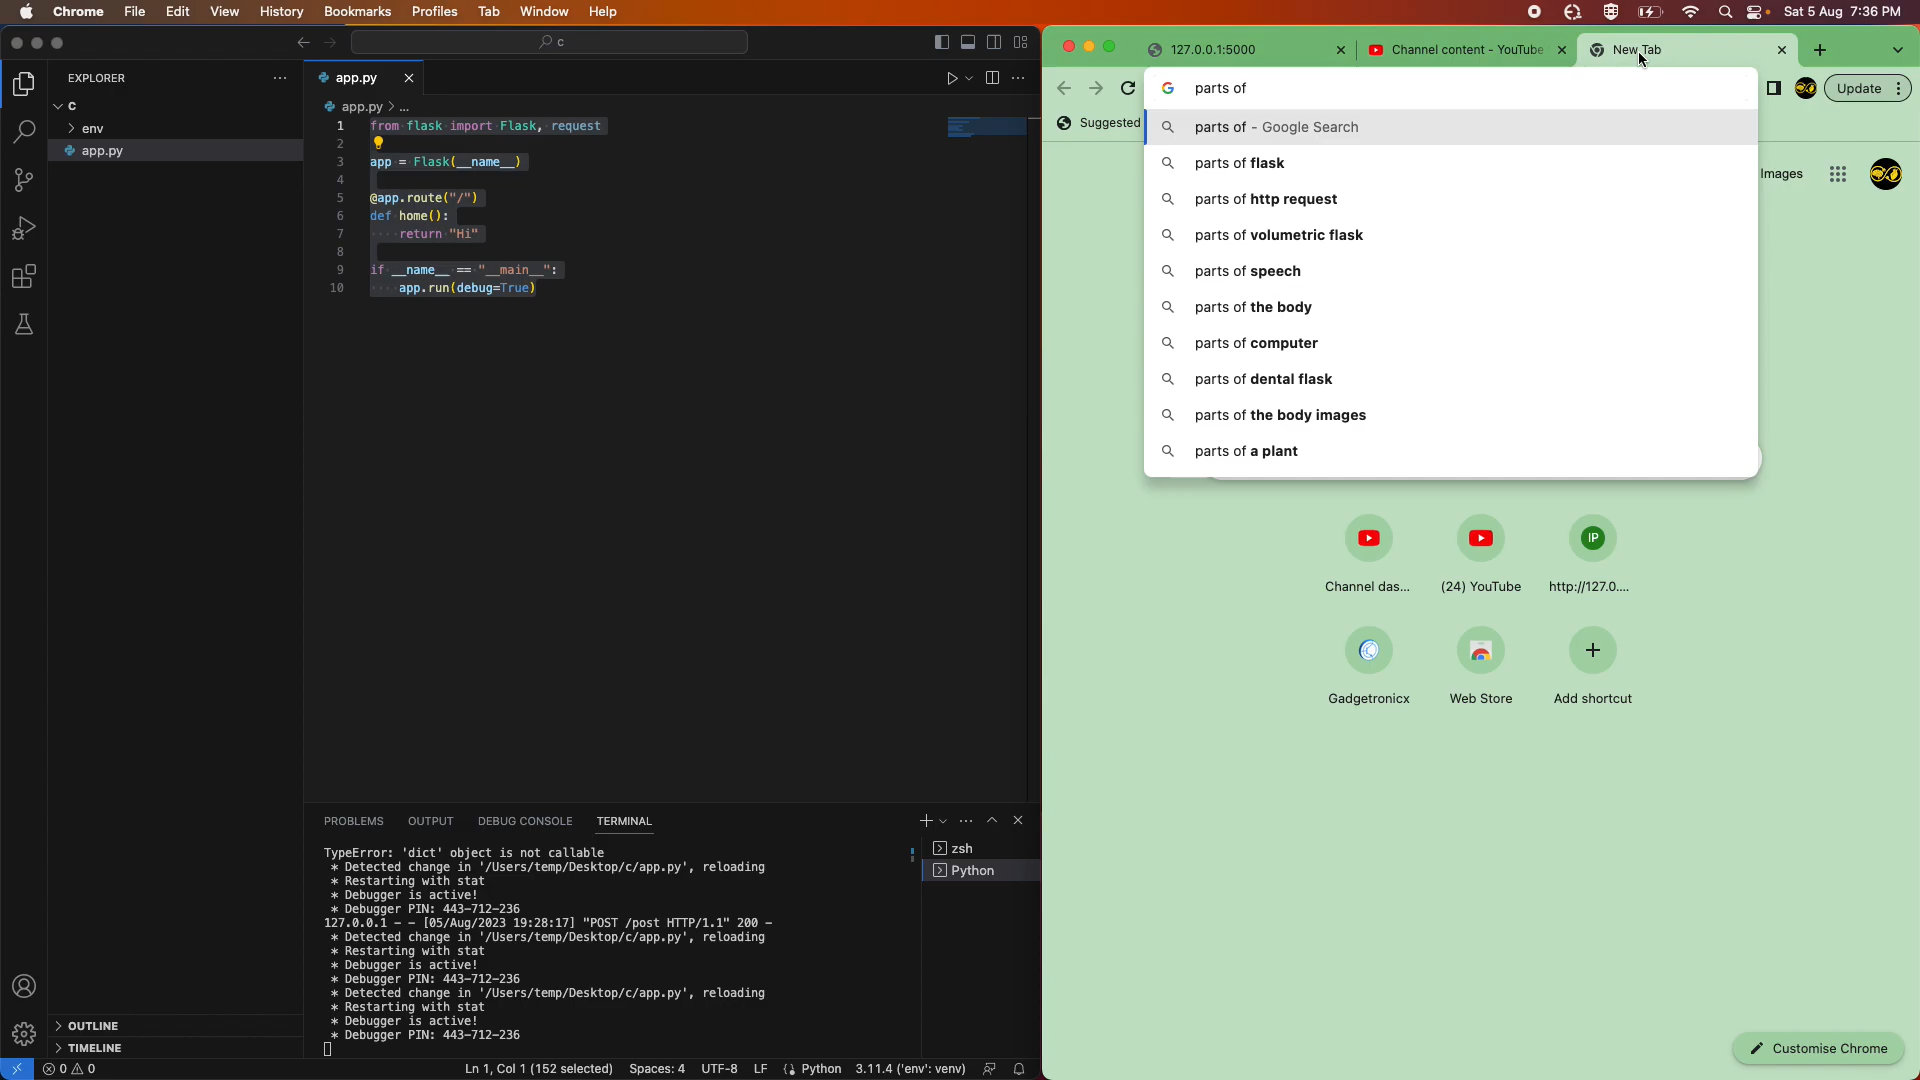 Chrome File Edit View History Bookmarks Profiles Tab Window Help
Sat 5 Aug 7:36 PM
c
EXPLORER
C
env
app.py
app.py
app.py > ...
1 from flask import Flask, request
2
3 app = Flask(__name__)
4
5 @app.route("/")
6 def home():
7 ····return·"Hi"
8
9 if __name__ == "__main__":
10 ····app.run(debug=True)
PROBLEMS OUTPUT DEBUG CONSOLE TERMINAL
TypeError: 'dict' object is not callable
* Detected change in '/Users/temp/Desktop/c/app.py', reloading
* Restarting with stat
* Debugger is active!
* Debugger PIN: 443-712-236
127.0.0.1 - - [05/Aug/2023 19:28:17] "POST /post HTTP/1.1" 200 -
* Detected change in '/Users/temp/Desktop/c/app.py', reloading
* Restarting with stat
* Debugger is active!
* Debugger PIN: 443-712-236
* Detected change in '/Users/temp/Desktop/c/app.py', reloading
* Restarting with stat
* Debugger is active!
* Debugger PIN: 443-712-236
zsh
Python
OUTLINE
TIMELINE
0 0
Ln 1, Col 1 (152 selected) Spaces: 4 UTF-8 LF Python 3.11.4 ('env': venv)
127.0.0.1:5000
Channel content - YouTube
New Tab
parts of
Update
Suggested
parts of - Google Search
parts of flask
parts of http request
parts of volumetric flask
parts of speech
parts of the body
parts of computer
parts of dental flask
parts of the body images
parts of a plant
Images
Channel das...
(24) YouTube
IP
http://127.0....
Gadgetronicx
Web Store
Add shortcut
Customise Chrome